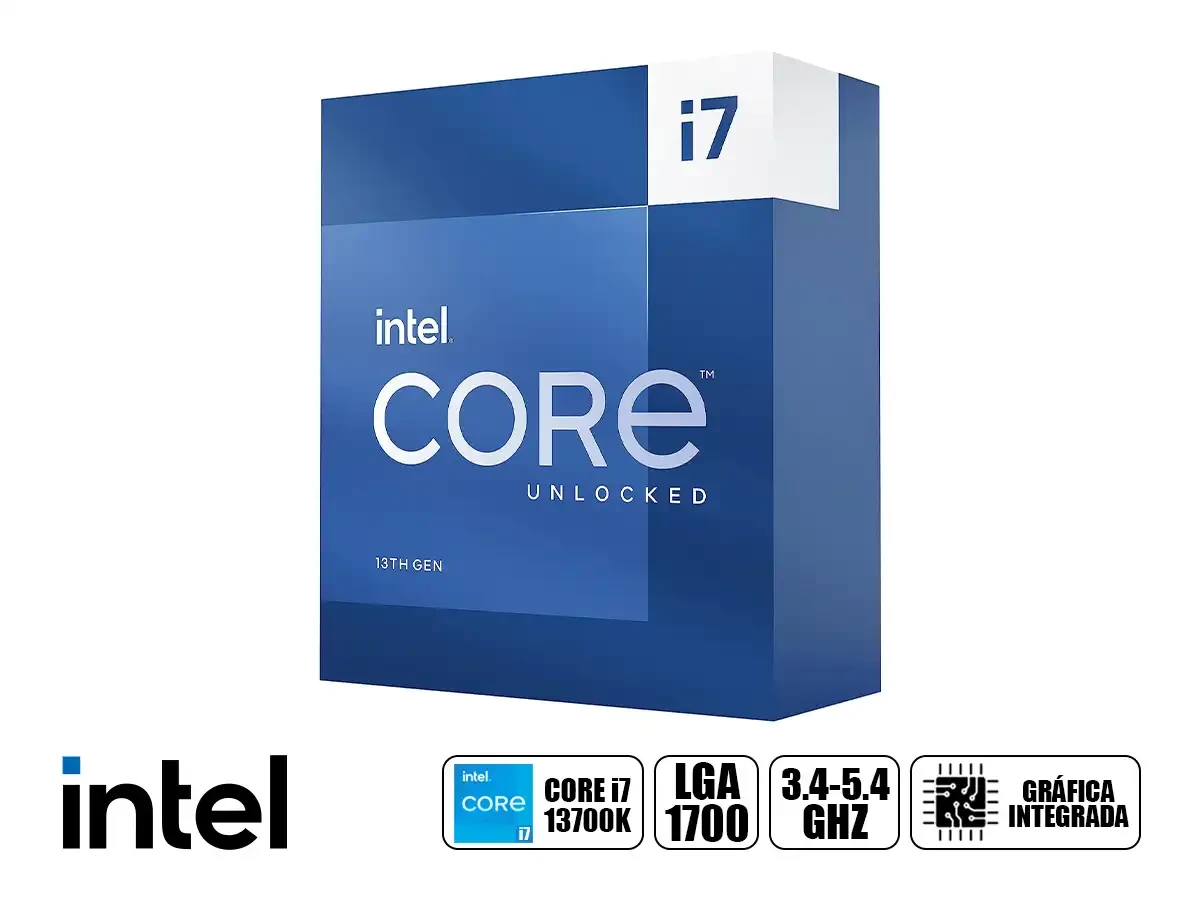 i7
intel.
CORe™
UNLOCKED
13TH GEN
intel
intel.
CORe
i7
CORE i7
13700K
LGA
1700
3.4-5.4
GHZ
GRÁFICA
INTEGRADA